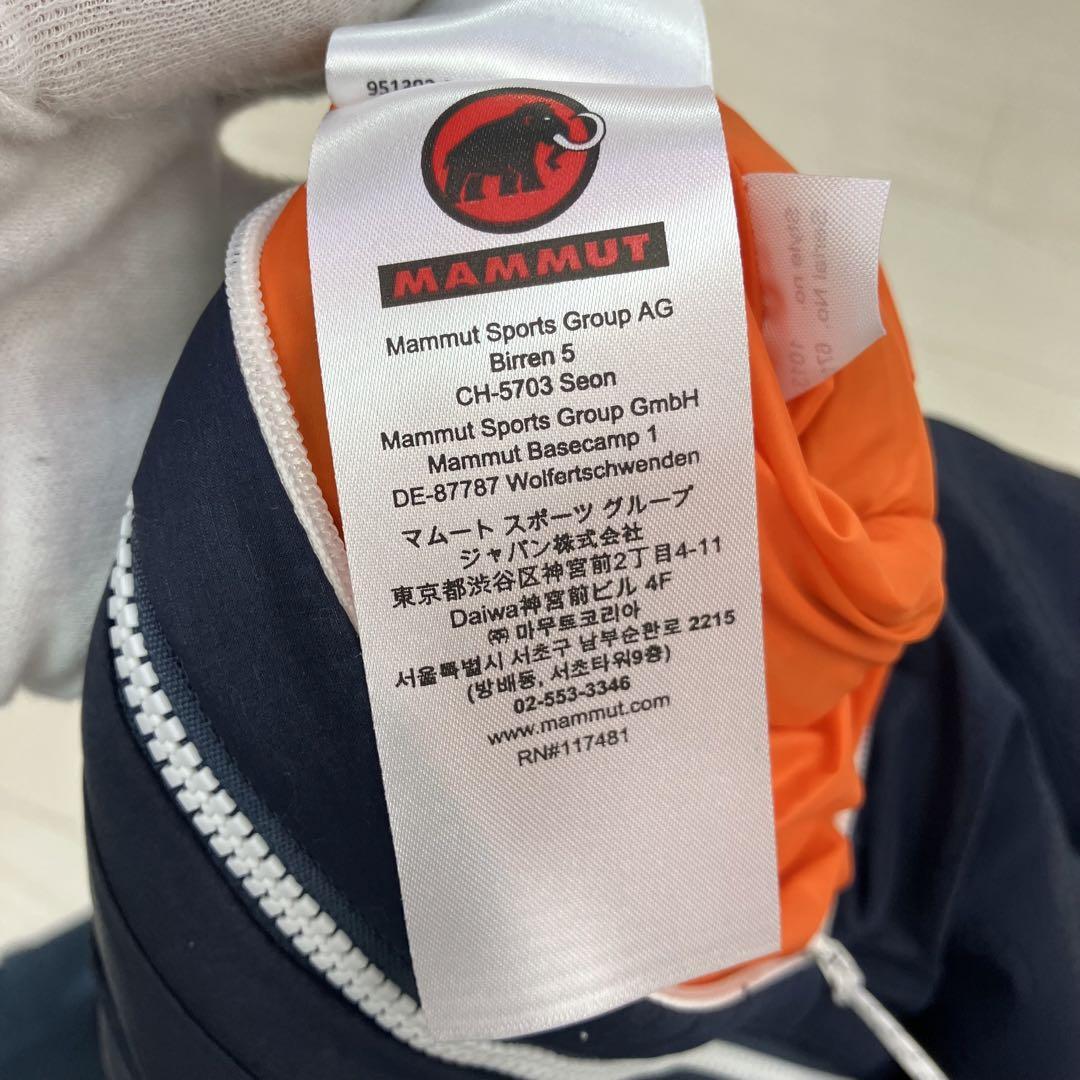 951302
MAMMUT
Mammut Sports Group AG
Birren 5
CH-5703 Seon
Mammut Sports Group GmbH
Mammut Basecamp 1
DE-87787 Wolfertschwenden
マムート スポーツ グループ
ジャパン株式会社
東京都渋谷区神宮前2丁目4-11
Daiwa神宮前ビル 4F
㈜ 마무트코리아
서울특별시 서초구 남부순환로 2215
(방배동, 서초타워9층)
02-553-3346
www.mammut.com
RN#117481
Serial No.
Style no